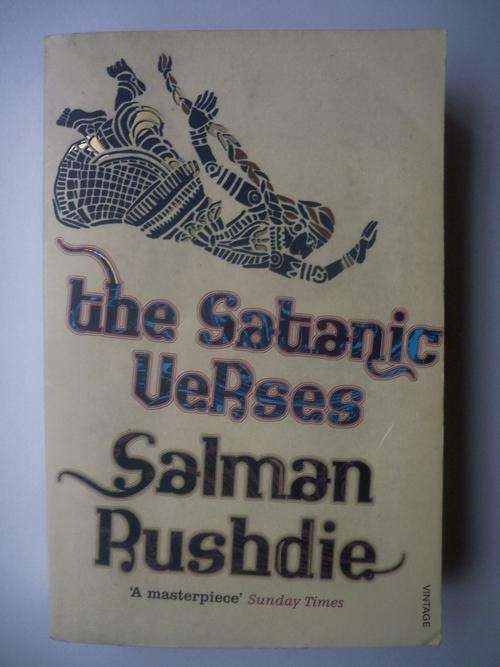 the Satanic
VeRses
Salman
Rushdie
'A masterpiece' Sunday Times
VINTAGE